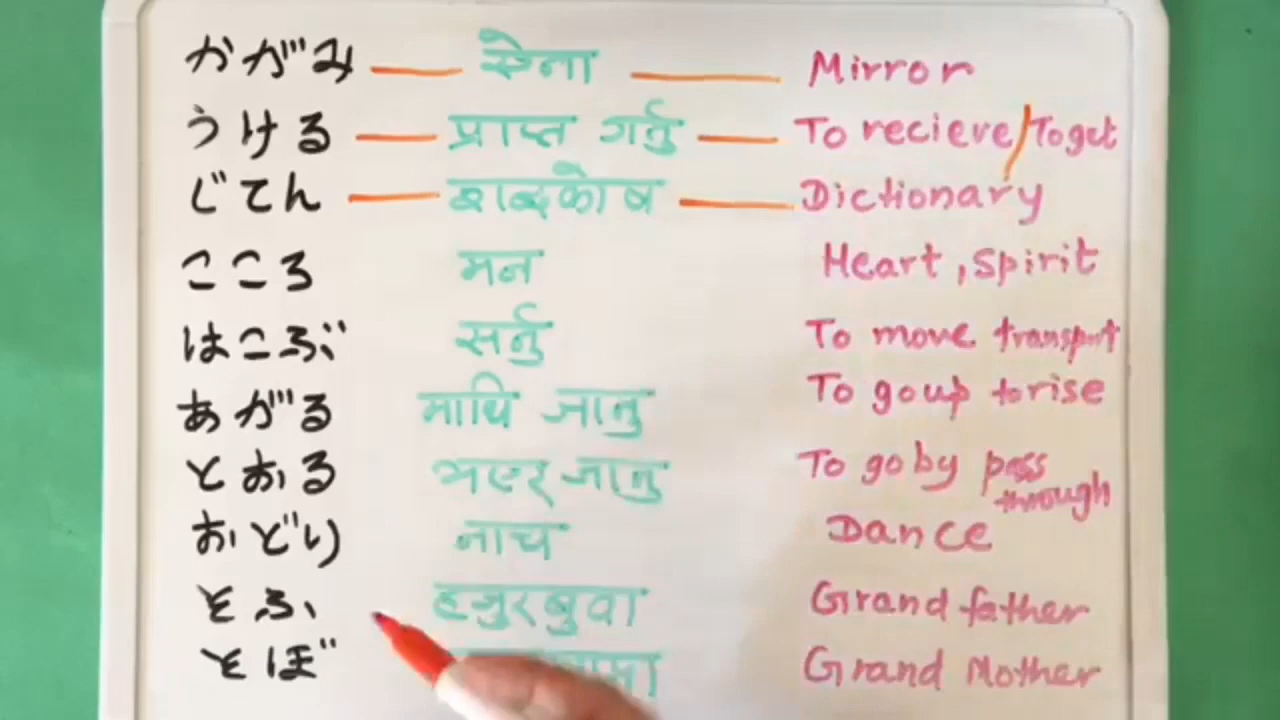 かがみ — ऐना — Mirror
うける — प्राप्त गर्नु — To recieve/To get
じてん — शब्दकोष — Dictionary
こころ मन Heart, spirit
はこぶ सर्नु To move transport
あがる माथि जानु To go up to rise
とおる भएर जानु To go by pass through
おどり नाच Dance
そふ हजुरबुवा Grand father
そぼ Grand Mother